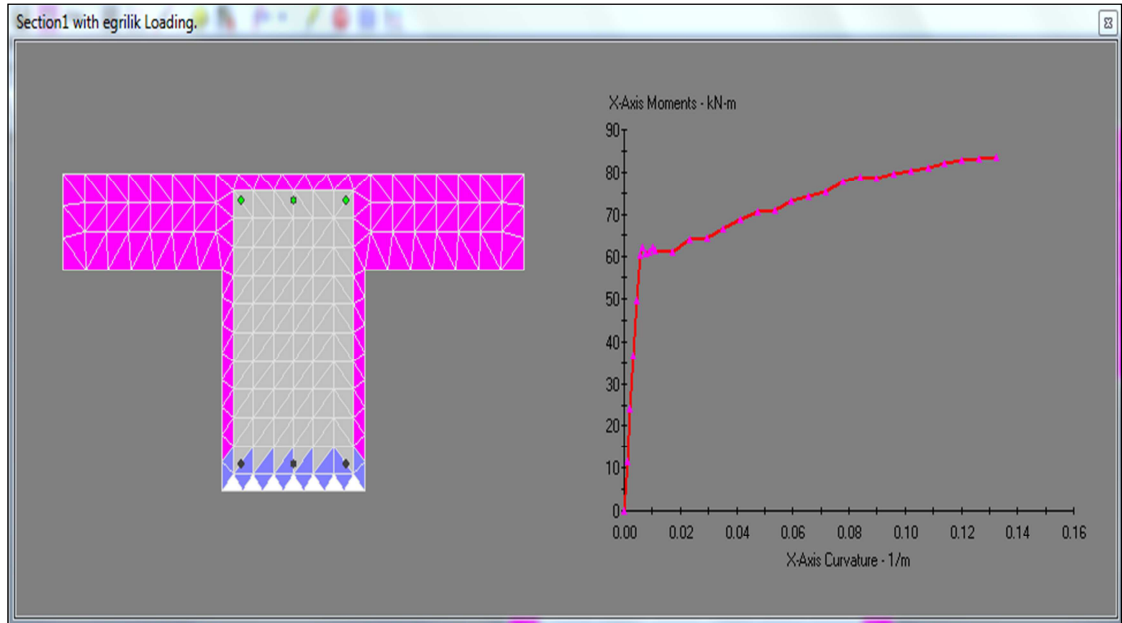 Section1 with egrilik Loading.
X-Axis Moments - kN-m
90
80
70
60
50
40
30
20
10
0
0.00 0.02 0.04 0.06 0.08 0.10 0.12 0.14 0.16
X-Axis Curvature - 1/m